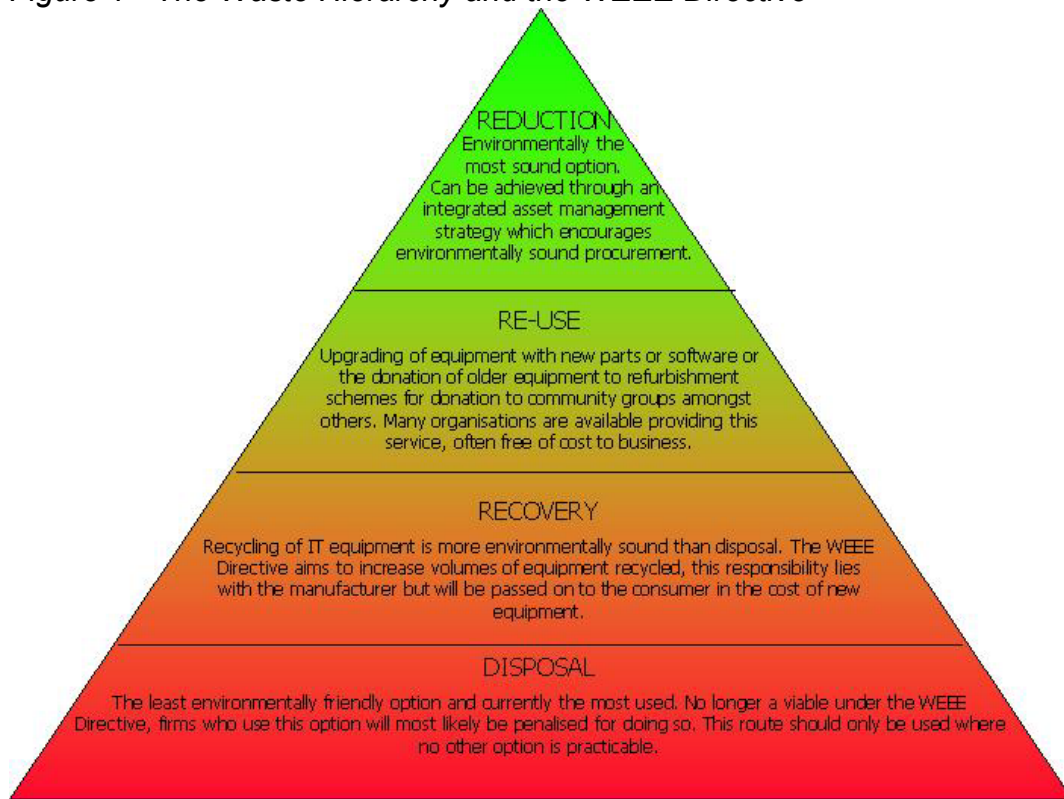 Figure 1 - The Waste Hierarchy and the WEEE Directive
REDUCTION
Environmentally the
most sound option.
Can be achieved through an
integrated asset management
strategy which encourages
environmentally sound procurement.
RE-USE
Upgrading of equipment with new parts or software or
the donation of older equipment to refurbishment
schemes for donation to community groups amongst
others. Many organisations are available providing this
service, often free of cost to business.
RECOVERY
Recycling of IT equipment is more environmentally sound than disposal. The WEEE
Directive aims to increase volumes of equipment recycled, this responsibility lies
with the manufacturer but will be passed on to the consumer in the cost of new
equipment.
DISPOSAL
The least environmentally friendly option and currently the most used. No longer a viable under the WEEE
Directive, firms who use this option will most likely be penalised for doing so. This route should only be used where
no other option is practicable.